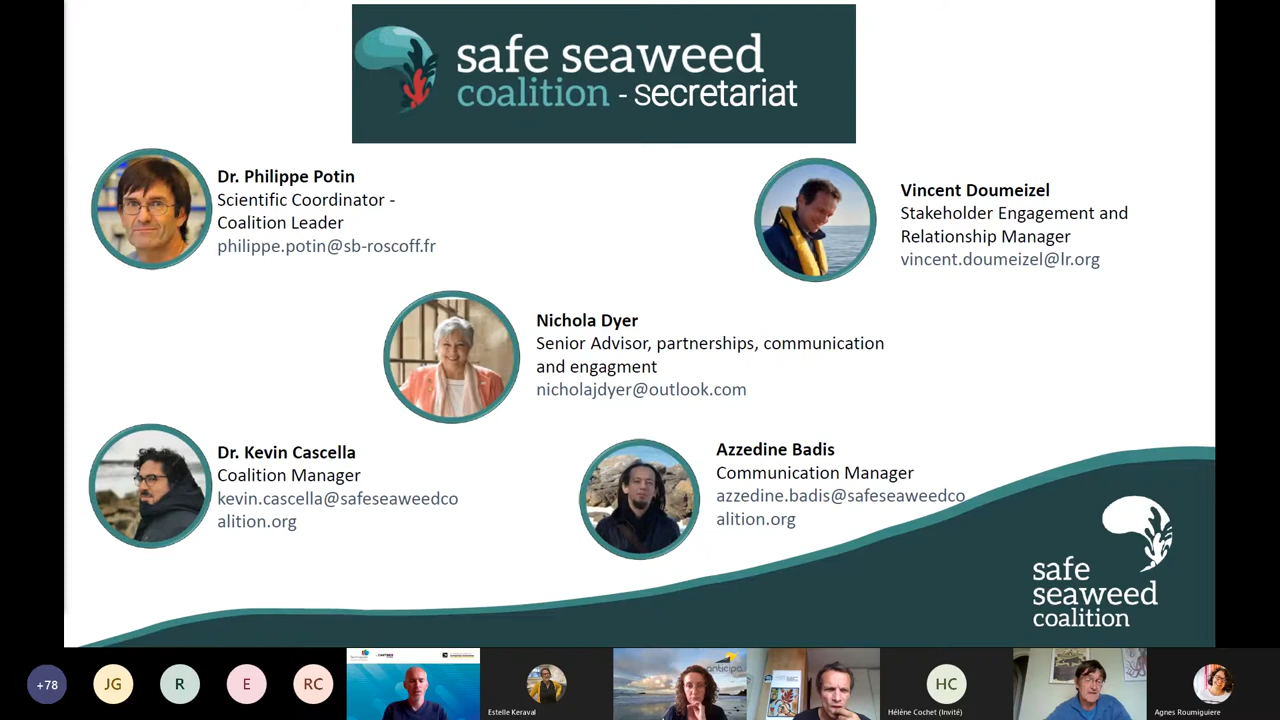 safe seaweed
coalition - secretariat
Dr. Philippe Potin
Scientific Coordinator -
Coalition Leader
philippe.potin@sb-roscoff.fr
Vincent Doumeizel
Stakeholder Engagement and
Relationship Manager
vincent.doumeizel@lr.org
Nichola Dyer
Senior Advisor, partnerships, communication
and engagment
nicholajdyer@outlook.com
Dr. Kevin Cascella
Coalition Manager
kevin.cascella@safeseaweedco
alition.org
Azzedine Badis
Communication Manager
azzedine.badis@safeseaweedco
alition.org
safe
seaweed
coalition
+78
JG
R
E
RC
Estelle Keraval
anticipa
HC
Hélène Cochet (Invité)
Agnes Roumiguiere